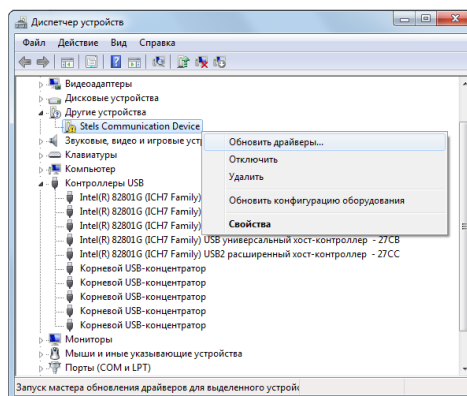 Диспетчер устройств
Файл Действие Вид Справка
Видеоадаптеры
Дисковые устройства
Другие устройства
Stels Communication Device
Звуковые, видео и игровые уст
Клавиатуры
Компьютер
Контроллеры USB
Intel(R) 82801G (ICH7 Family)
Intel(R) 82801G (ICH7 Family)
Intel(R) 82801G (ICH7 Family)
Intel(R) 82801G (ICH7 Family) USB универсальный хост-контроллер - 27CB
Intel(R) 82801G (ICH7 Family) USB2 расширенный хост-контроллер - 27CC
Корневой USB-концентратор
Корневой USB-концентратор
Корневой USB-концентратор
Корневой USB-концентратор
Корневой USB-концентратор
Мониторы
Мыши и иные указывающие устройства
Порты (COM и LPT)
Обновить драйверы...
Отключить
Удалить
Обновить конфигурацию оборудования
Свойства
Запуск мастера обновления драйверов для выделенного устрой